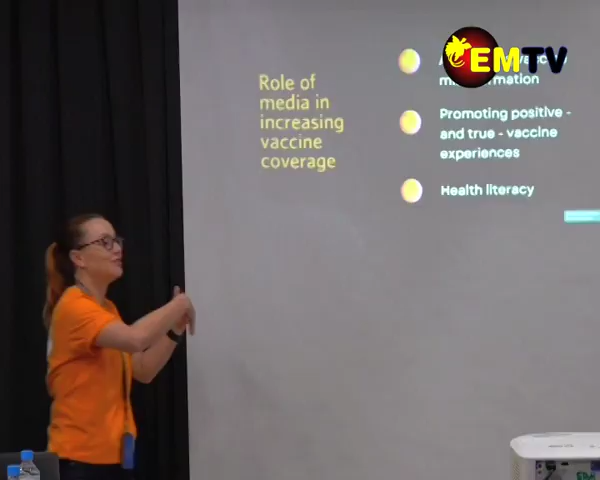 EMTV
Role of
media in
increasing
vaccine
coverage
Promoting positive -
and true - vaccine
experiences
Health literacy